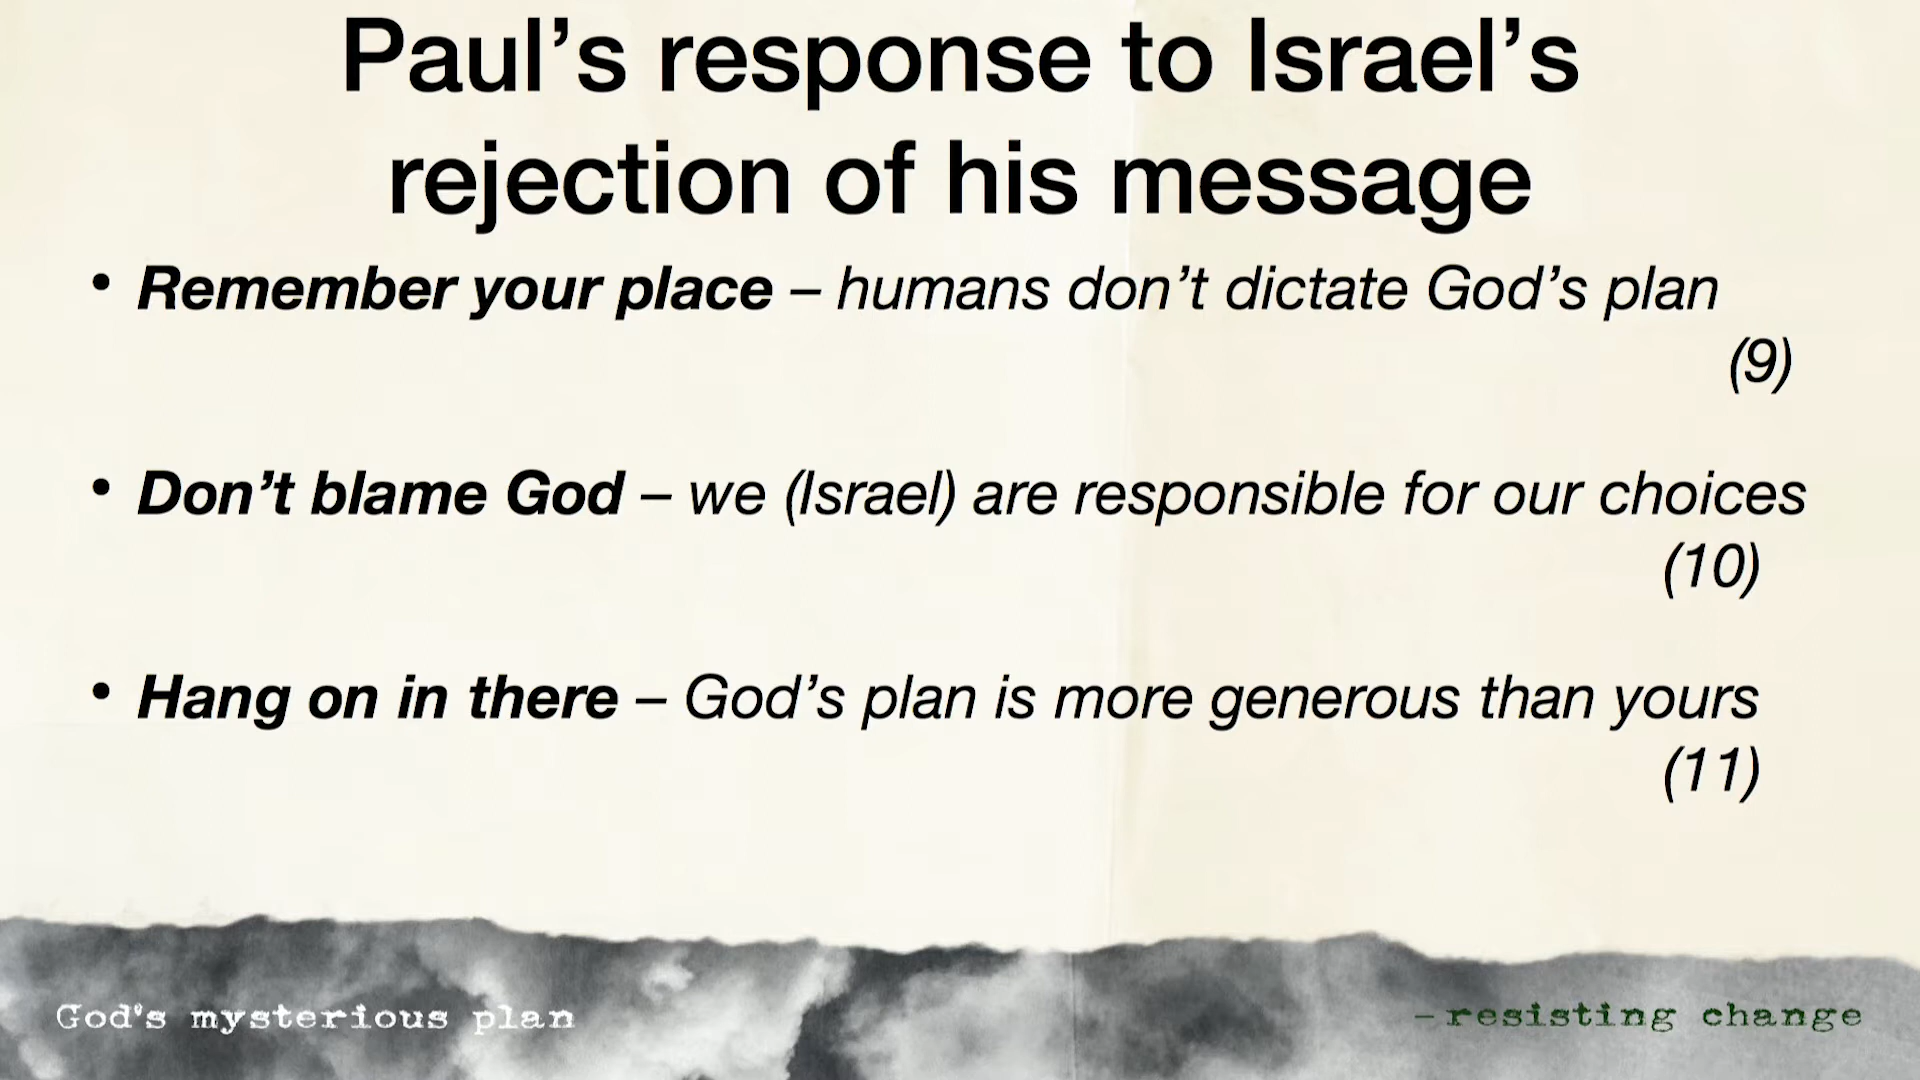 Paul’s response to Israel’s
rejection of his message
• Remember your place – humans don’t dictate God’s plan
(9)
• Don’t blame God – we (Israel) are responsible for our choices
(10)
• Hang on in there – God’s plan is more generous than yours
(11)
God's mysterious plan
– resisting change